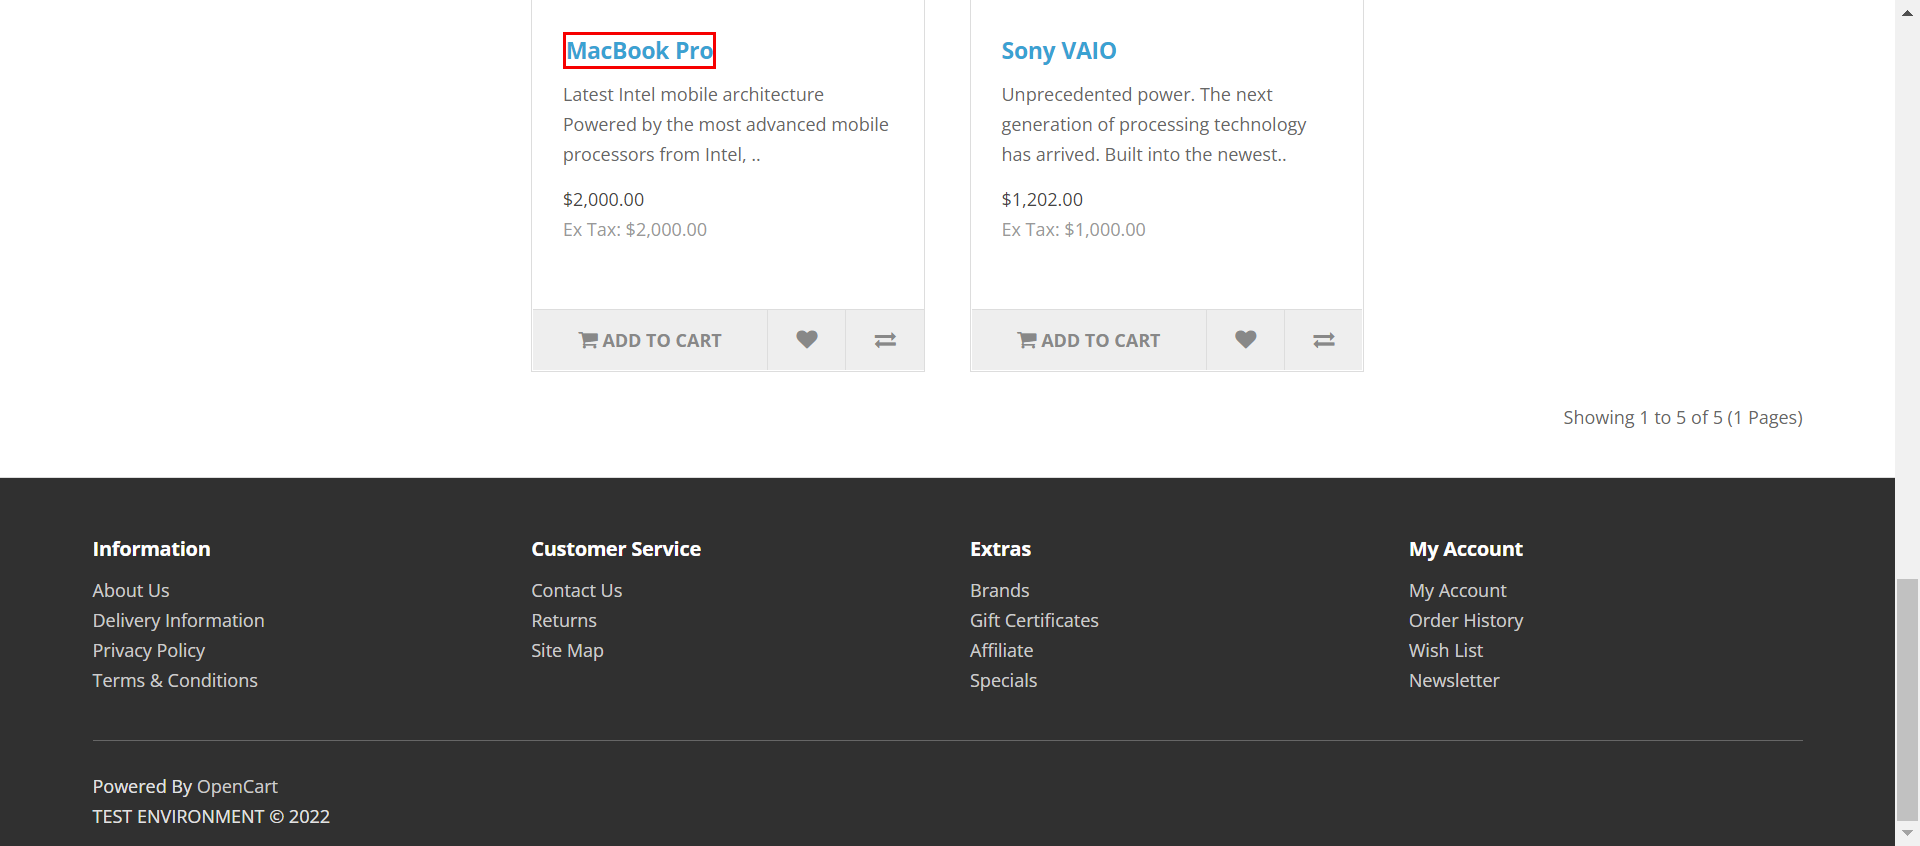 MacBook Pro
Latest Intel mobile architecture
Powered by the most advanced mobile
processors from Intel, ..
$2,000.00
Ex Tax: $2,000.00
ADD TO CART
Sony VAIO
Unprecedented power. The next
generation of processing technology
has arrived. Built into the newest..
$1,202.00
Ex Tax: $1,000.00
ADD TO CART
Showing 1 to 5 of 5 (1 Pages)
Information
About Us
Delivery Information
Privacy Policy
Terms & Conditions
Customer Service
Contact Us
Returns
Site Map
Extras
Brands
Gift Certificates
Affiliate
Specials
My Account
My Account
Order History
Wish List
Newsletter
Powered By OpenCart
TEST ENVIRONMENT © 2022